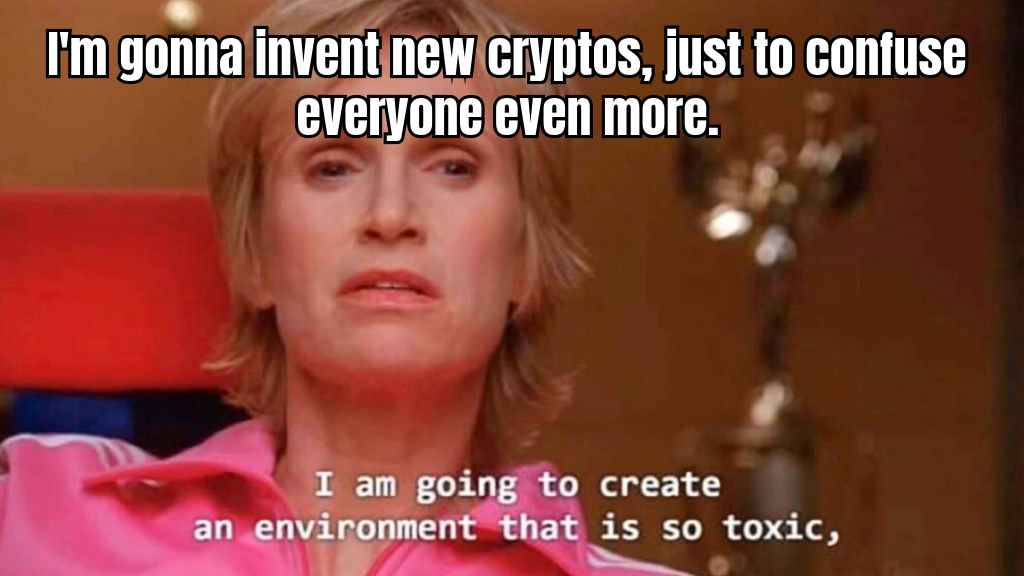 I'm gonna invent new cryptos, just to confuse
everyone even more.
I am going to create
an environment that is so toxic,